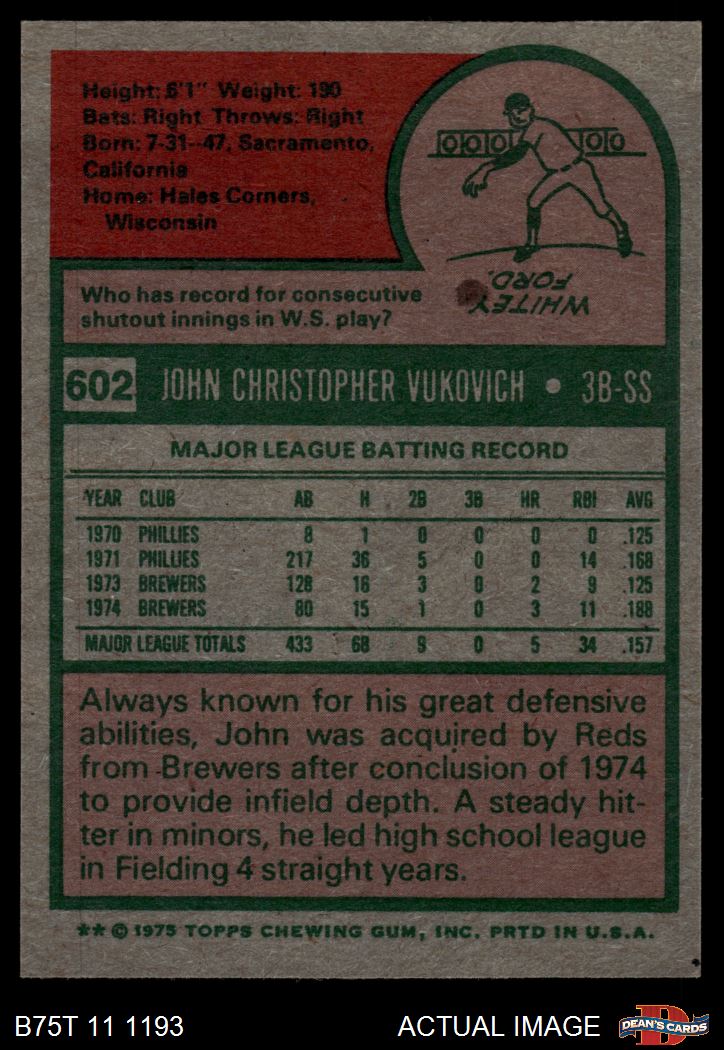 Height: 6'1" Weight: 190
Bats: Right Throws: Right
Born: 7-31-47, Sacramento,
California
Home: Hales Corners,
Wisconsin
0 0 0 0 0 0
WHITEY
FORD.
Who has record for consecutive
shutout innings in W.S. play?
602 JOHN CHRISTOPHER VUKOVICH • 3B-SS
MAJOR LEAGUE BATTING RECORD
YEAR CLUB AB H 2B 3B HR RBI AVG
1970 PHILLIES 8 1 0 0 0 0 .125
1971 PHILLIES 217 36 5 0 0 14 .168
1973 BREWERS 128 16 3 0 2 9 .125
1974 BREWERS 80 15 1 0 3 11 .188
MAJOR LEAGUE TOTALS 433 68 9 0 5 34 .157
Always known for his great defensive
abilities, John was acquired by Reds
from Brewers after conclusion of 1974
to provide infield depth. A steady hit-
ter in minors, he led high school league
in Fielding 4 straight years.
** © 1975 TOPPS CHEWING GUM, INC. PRTD IN U.S.A.
B75T 11 1193 ACTUAL IMAGE
D
DEAN'S CARDS